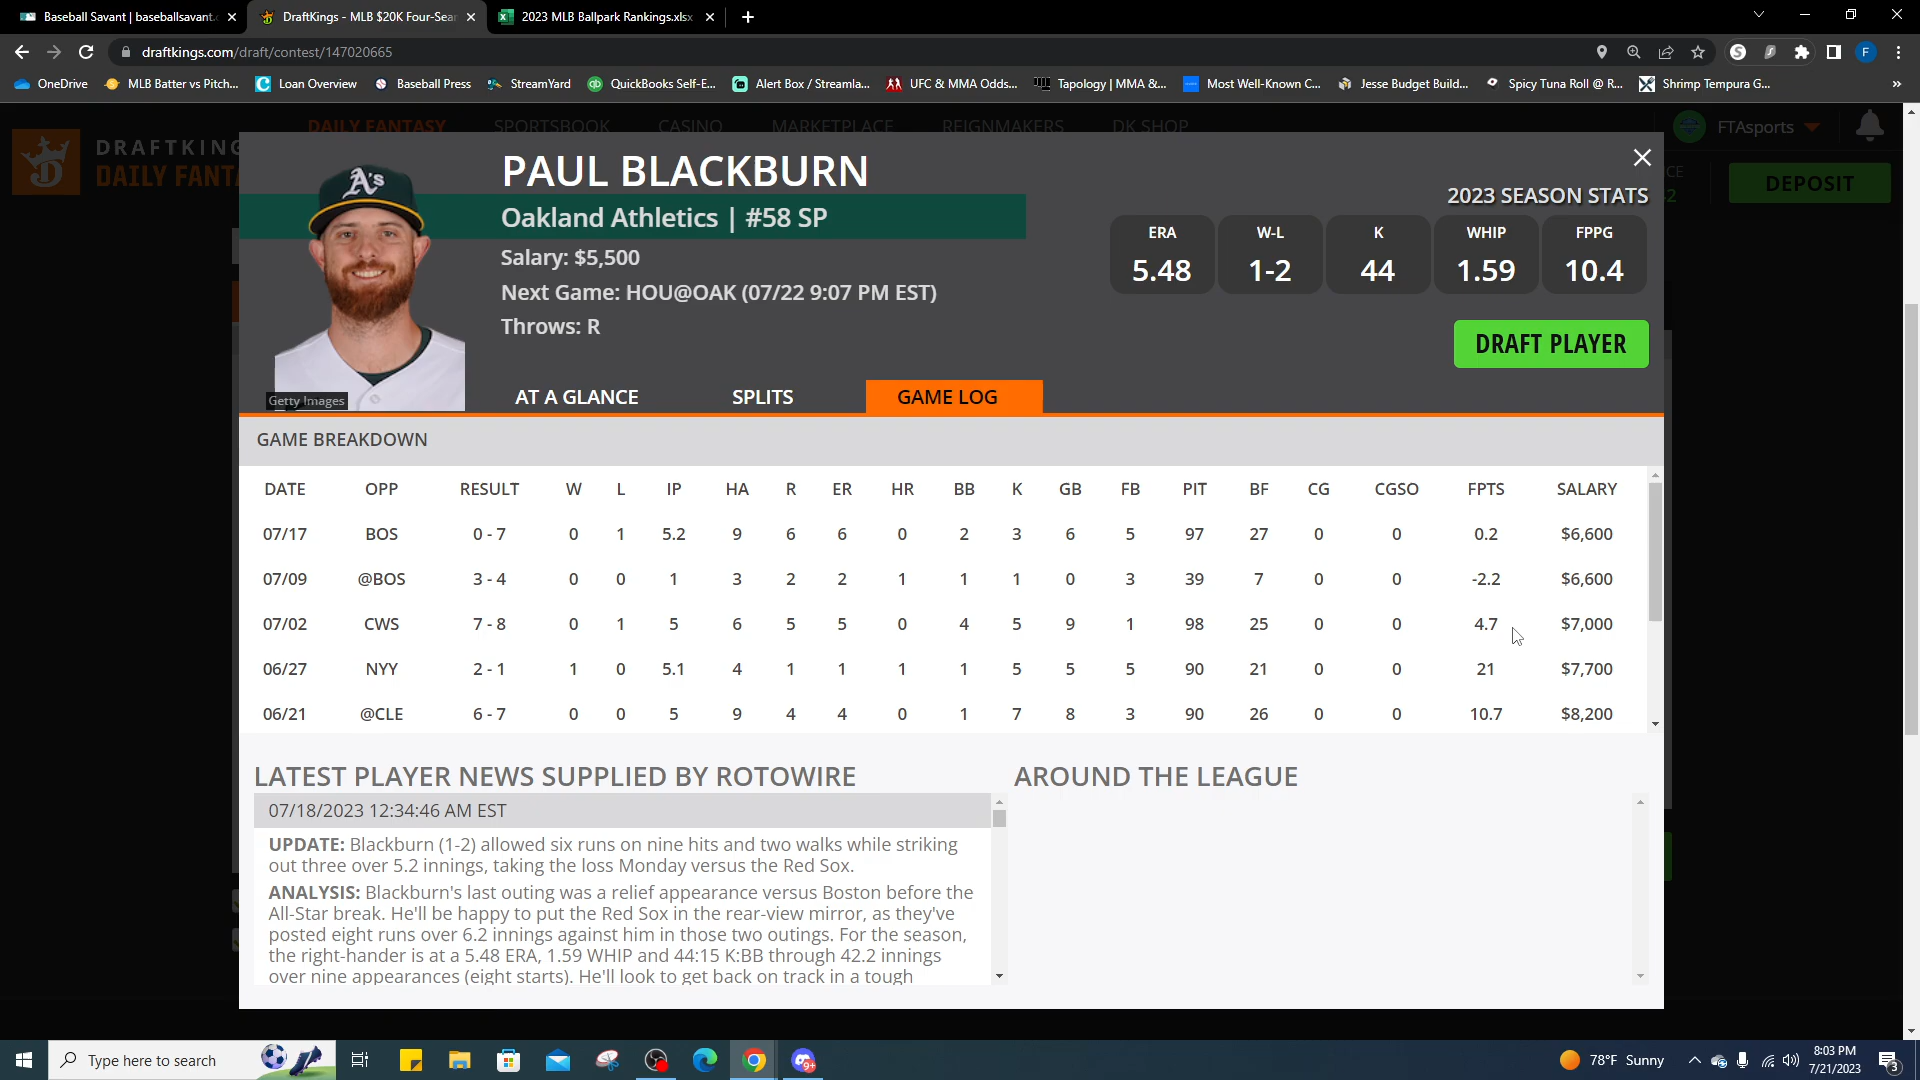 Baseball Savant | baseballsavant.
DraftKings - MLB $20K Four-Sea
2023 MLB Ballpark Rankings.xlsx
draftkings.com/draft/contest/147020665
F
OneDrive
MLB Batter vs Pitch...
Loan Overview
Baseball Press
StreamYard
QuickBooks Self-E...
Alert Box / Streamla...
UFC & MMA Odds...
Tapology | MMA &...
Most Well-Known C...
Jesse Budget Build...
Spicy Tuna Roll @ R...
Shrimp Tempura G...
»
DAILY FANTASY SPORTSBOOK CASINO MARKETPLACE REIGNMAKERS DK SHOP
DRAFTKING
DAILY FANTA
FTAsports
DEPOSIT
PAUL BLACKBURN
Oakland Athletics | #58 SP
Salary: $5,500
Next Game: HOU@OAK (07/22 9:07 PM EST)
Throws: R
A's
Getty Images
2023 SEASON STATS
ERA W-L K WHIP FPPG
5.48 1-2 44 1.59 10.4
DRAFT PLAYER
AT A GLANCE SPLITS GAME LOG
GAME BREAKDOWN
DATE OPP RESULT W L IP HA R ER HR BB K GB FB PIT BF CG CGSO FPTS SALARY
07/17 BOS 0 - 7 0 1 5.2 9 6 6 0 2 3 6 5 97 27 0 0 0.2 $6,600
07/09 @BOS 3 - 4 0 0 1 3 2 2 1 1 1 0 3 39 7 0 0 -2.2 $6,600
07/02 CWS 7 - 8 0 1 5 6 5 5 0 4 5 9 1 98 25 0 0 4.7 $7,000
06/27 NYY 2 - 1 1 0 5.1 4 1 1 1 1 5 5 5 90 21 0 0 21 $7,700
06/21 @CLE 6 - 7 0 0 5 9 4 4 0 1 7 8 3 90 26 0 0 10.7 $8,200
LATEST PLAYER NEWS SUPPLIED BY ROTOWIRE
07/18/2023 12:34:46 AM EST
UPDATE: Blackburn (1-2) allowed six runs on nine hits and two walks while striking
out three over 5.2 innings, taking the loss Monday versus the Red Sox.
ANALYSIS: Blackburn's last outing was a relief appearance versus Boston before the
All-Star break. He'll be happy to put the Red Sox in the rear-view mirror, as they've
posted eight runs over 6.2 innings against him in those two outings. For the season,
the right-hander is at a 5.48 ERA, 1.59 WHIP and 44:15 K:BB through 42.2 innings
over nine appearances (eight starts). He'll look to get back on track in a tough
AROUND THE LEAGUE
Type here to search
9+
78°F Sunny
8:03 PM
7/21/2023
3